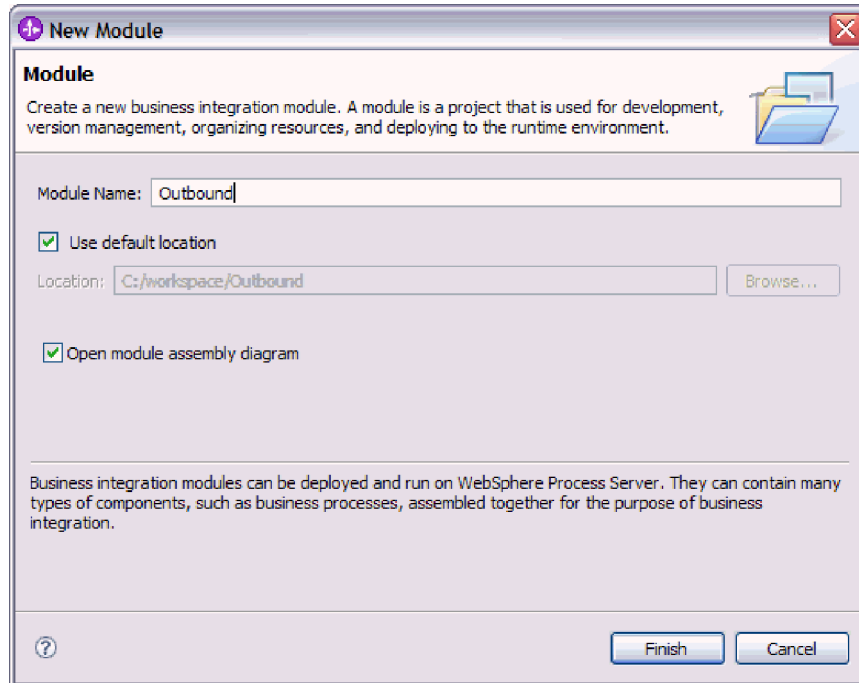 New Module
Module
Create a new business integration module. A module is a project that is used for development,
version management, organizing resources, and deploying to the runtime environment.
Module Name: Outbound
Use default location
Location: C:/workspace/Outbound Browse...
Open module assembly diagram
Business integration modules can be deployed and run on WebSphere Process Server. They can contain many
types of components, such as business processes, assembled together for the purpose of business
integration.
? Finish Cancel